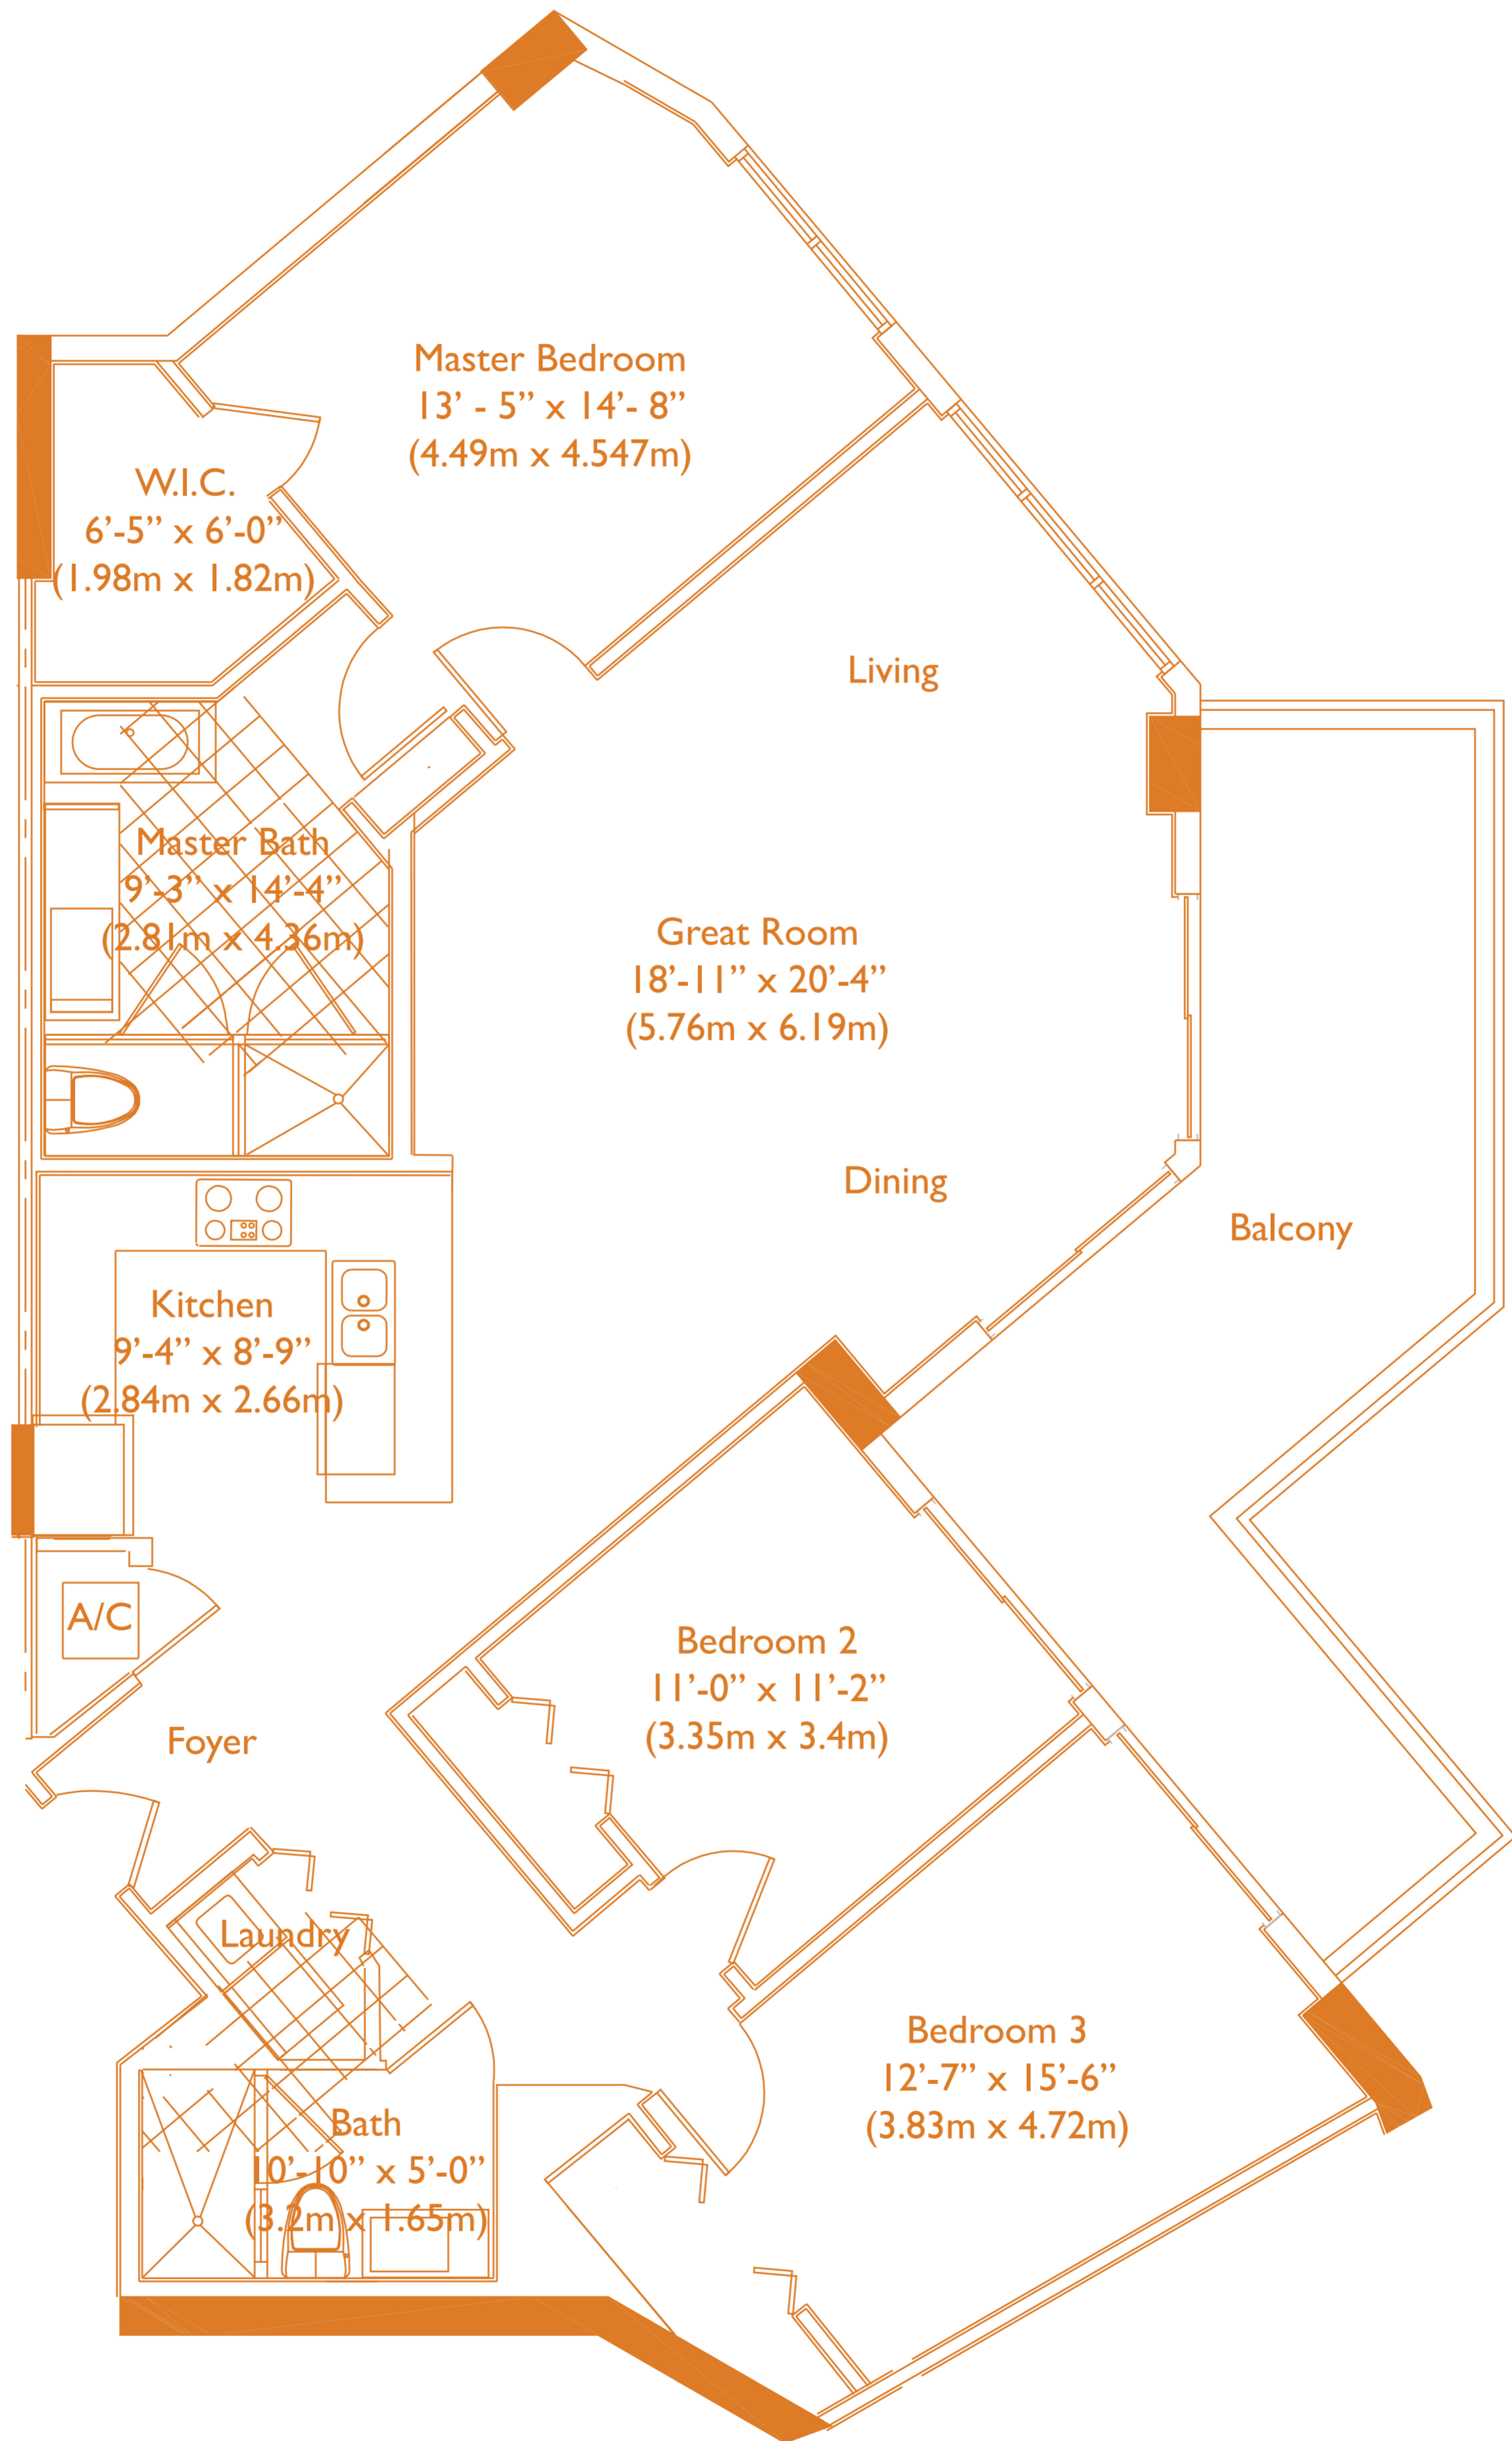 Master Bedroom
13’ - 5” x 14’- 8”
(4.49m x 4.547m)
W.I.C.
6’-5” x 6’-0”
(1.98m x 1.82m)
Living
Master Bath
9’-3” x 14’-4”
(2.81m x 4.36m)
Great Room
18’-11” x 20’-4”
(5.76m x 6.19m)
Dining
Balcony
Kitchen
9’-4” x 8’-9”
(2.84m x 2.66m)
A/C
Bedroom 2
11’-0” x 11’-2”
(3.35m x 3.4m)
Foyer
Laundry
Bedroom 3
12’-7” x 15’-6”
(3.83m x 4.72m)
Bath
10’-10” x 5’-0”
(3.2m x 1.65m)